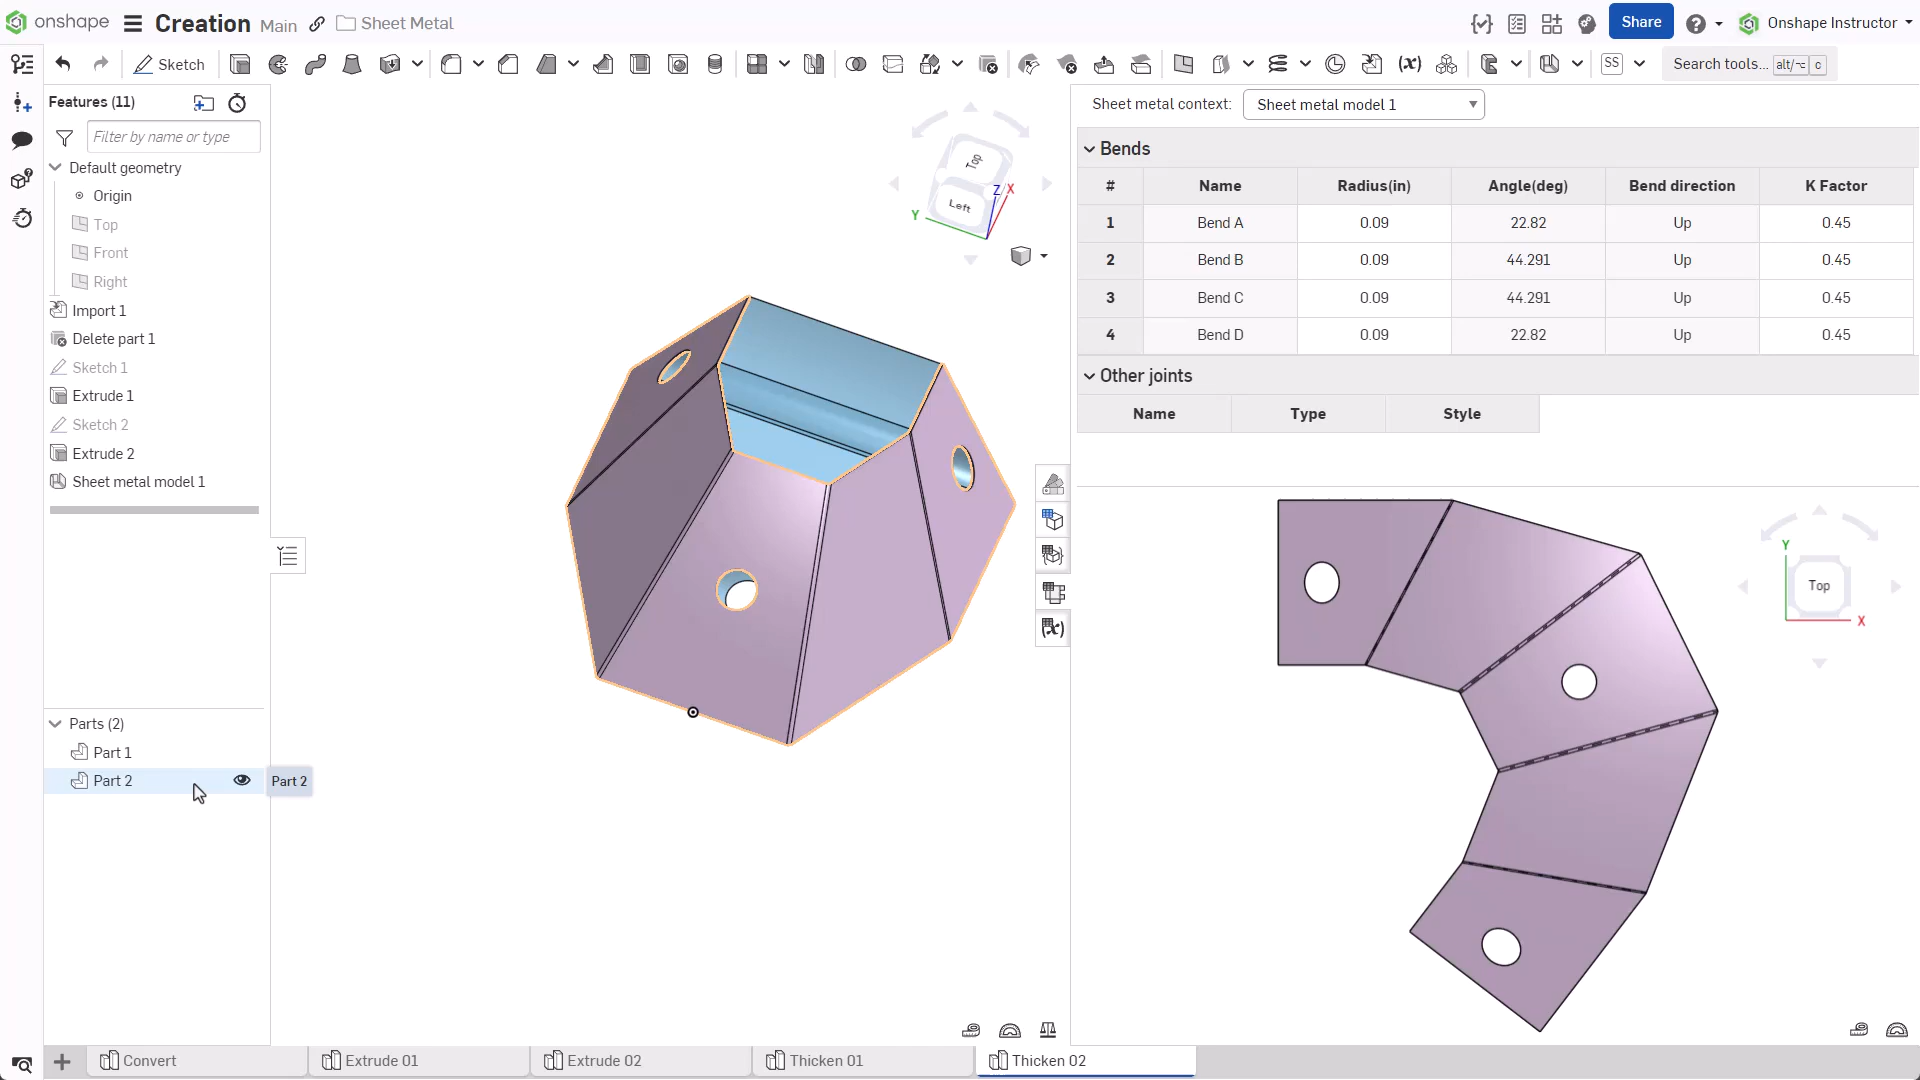 onshape Creation Main Sheet Metal Share Onshape Instructor
Sketch SS Search tools... alt/⌥ c
Features (11)
Filter by name or type
Default geometry
Origin
Top
Front
Right
Import 1
Delete part 1
Sketch 1
Extrude 1
Sketch 2
Extrude 2
Sheet metal model 1
Parts (2)
Part 1
Part 2
Part 2
Top
Left
Z
X
Y
Sheet metal context: Sheet metal model 1
Bends
# Name Radius(in) Angle(deg) Bend direction K Factor
1 Bend A 0.09 22.82 Up 0.45
2 Bend B 0.09 44.291 Up 0.45
3 Bend C 0.09 44.291 Up 0.45
4 Bend D 0.09 22.82 Up 0.45
Other joints
Name Type Style
Y
Top
X
Convert Extrude 01 Extrude 02 Thicken 01 Thicken 02